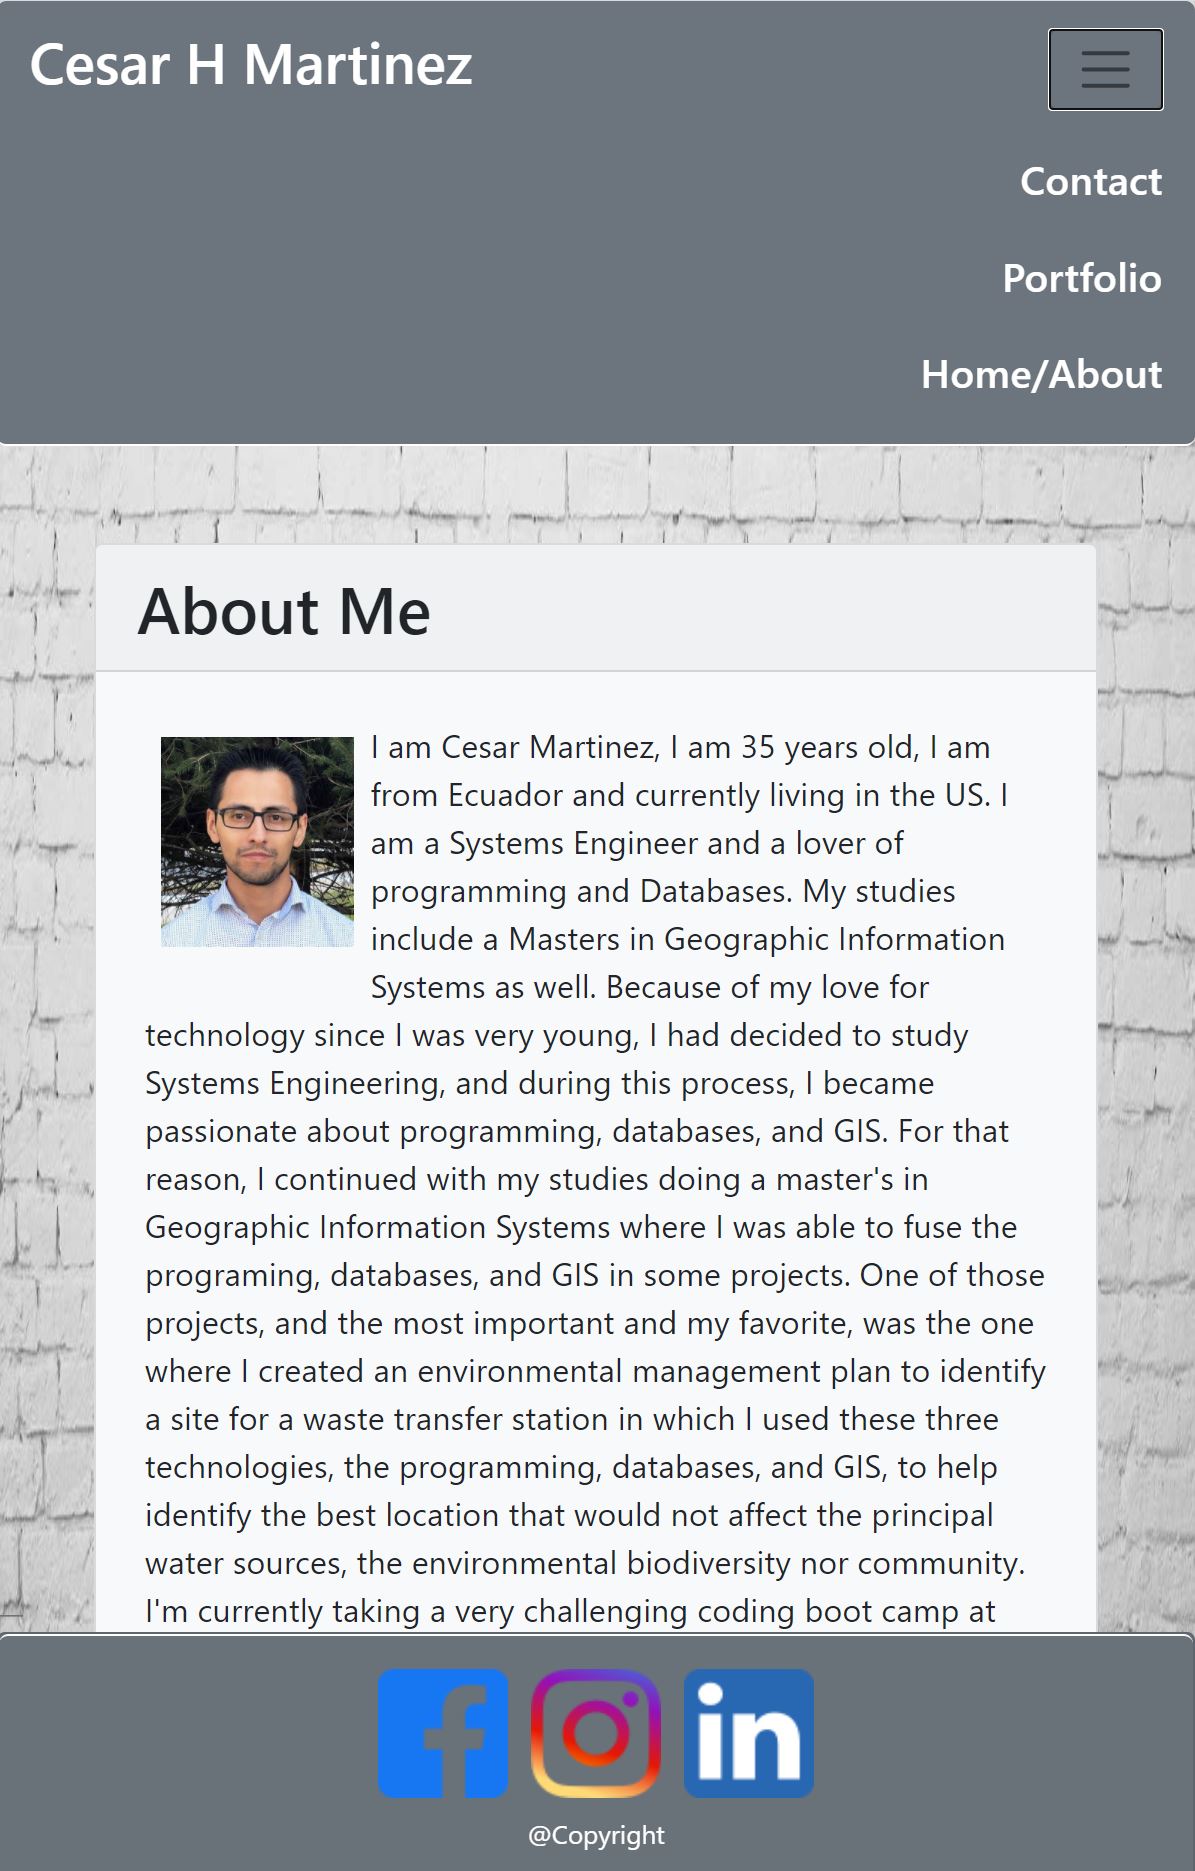 Cesar H Martinez
Contact
Portfolio
Home/About
About Me
I am Cesar Martinez, I am 35 years old, I am
from Ecuador and currently living in the US. I
am a Systems Engineer and a lover of
programming and Databases. My studies
include a Masters in Geographic Information
Systems as well. Because of my love for
technology since I was very young, I had decided to study
Systems Engineering, and during this process, I became
passionate about programming, databases, and GIS. For that
reason, I continued with my studies doing a master's in
Geographic Information Systems where I was able to fuse the
programing, databases, and GIS in some projects. One of those
projects, and the most important and my favorite, was the one
where I created an environmental management plan to identify
a site for a waste transfer station in which I used these three
technologies, the programming, databases, and GIS, to help
identify the best location that would not affect the principal
water sources, the environmental biodiversity nor community.
I'm currently taking a very challenging coding boot camp at
f
in
@Copyright